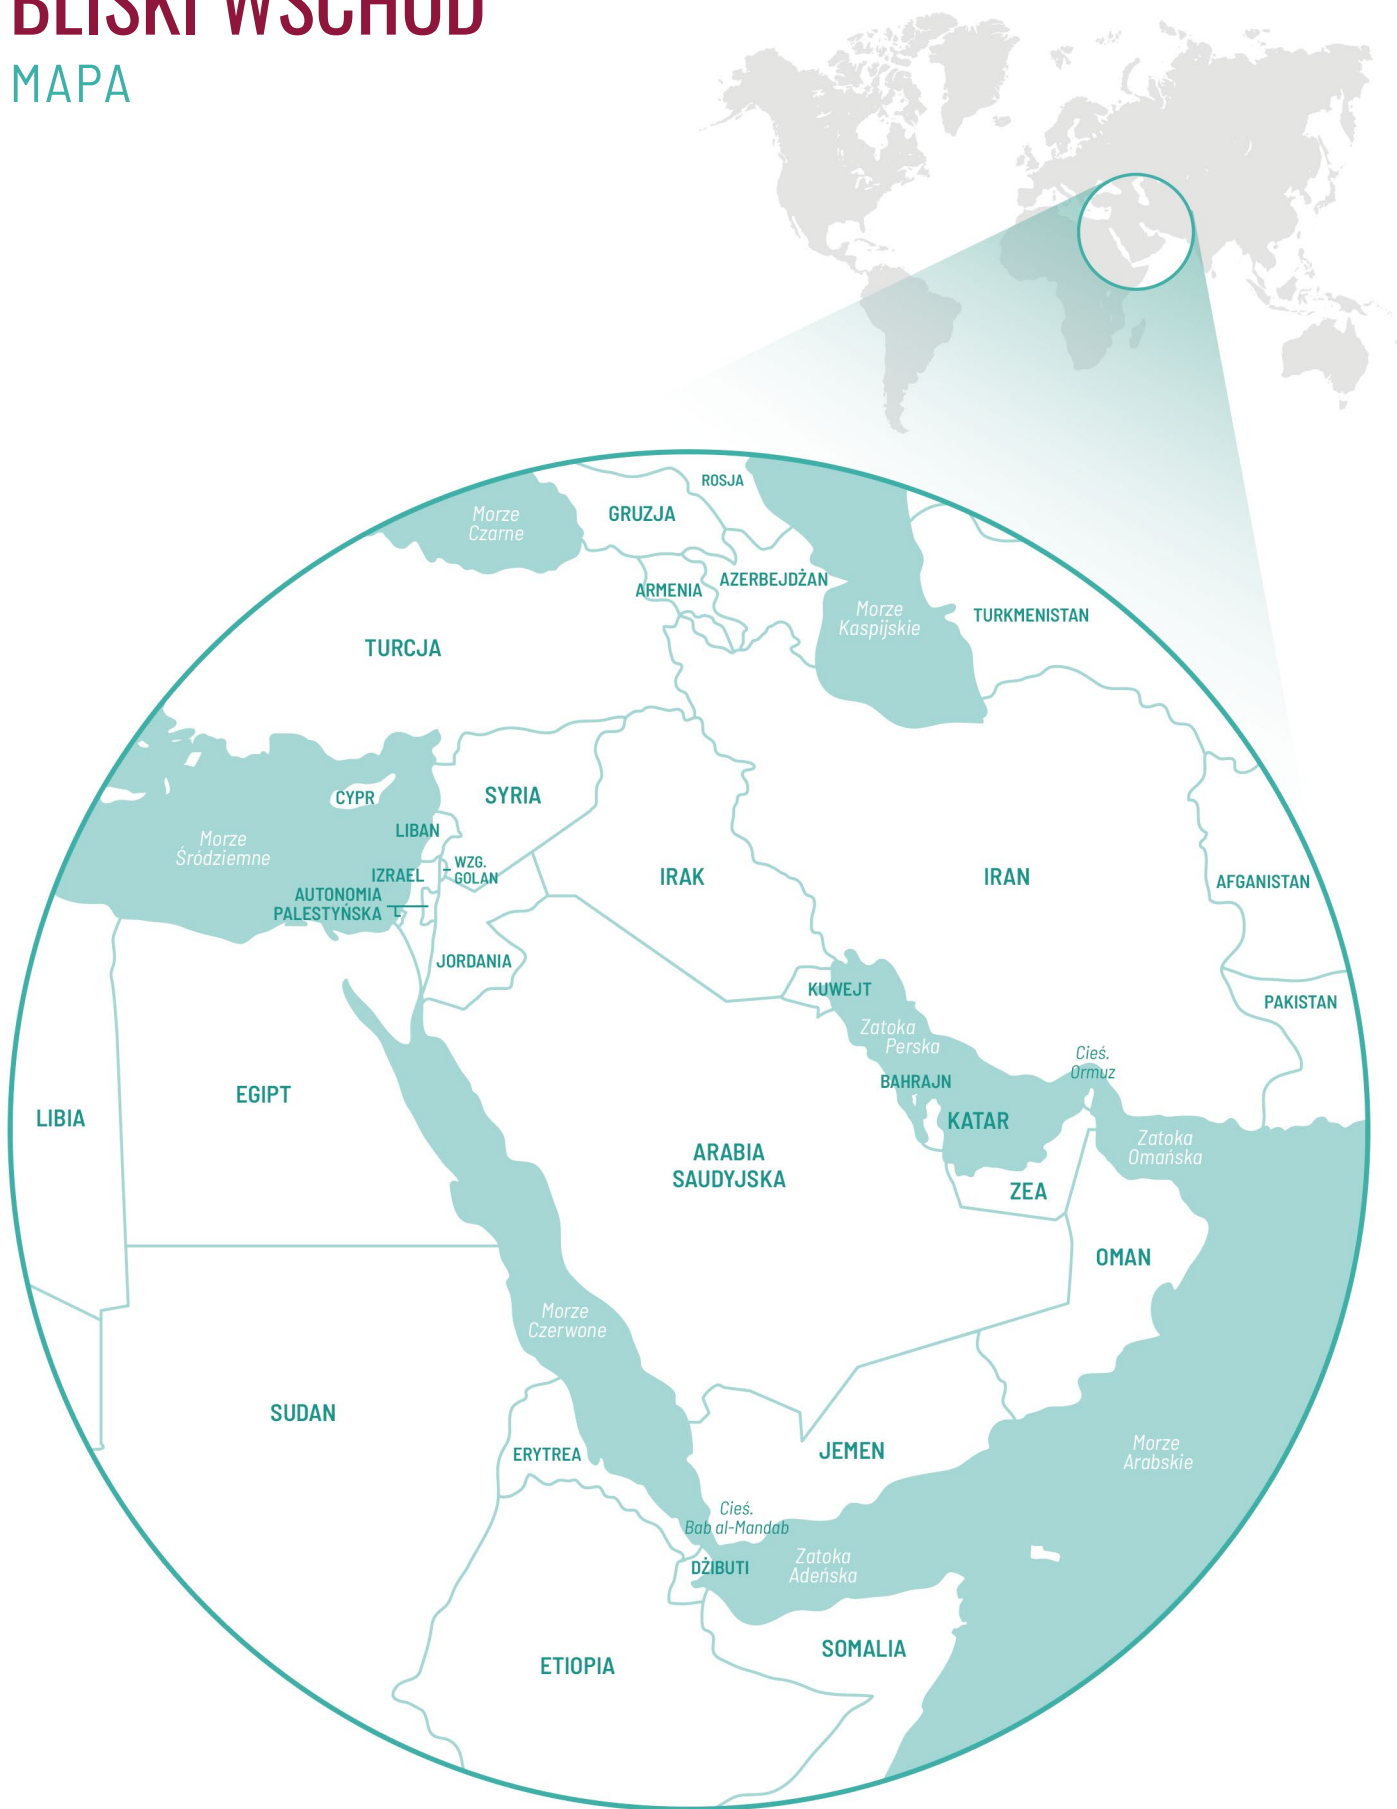 BLISKI WSCHÓD
MAPA
ROSJA
Morze
Czarne
GRUZJA
AZERBEJDŻAN
ARMENIA
Morze
Kaspijskie
TURKMENISTAN
TURCJA
CYPR
SYRIA
LIBAN
Morze
Śródziemne
WZG.
GOLAN
IZRAEL
AUTONOMIA
PALESTYŃSKA
IRAK
IRAN
AFGANISTAN
JORDANIA
KUWEJT
PAKISTAN
Zatoka
Perska
Cieś.
Ormuz
BAHRAJN
EGIPT
LIBIA
KATAR
Zatoka
Omańska
ARABIA
SAUDYJSKA
ZEA
OMAN
Morze
Czerwone
SUDAN
ERYTREA
JEMEN
Morze
Arabskie
Cieś.
Bab al-Mandab
DŻIBUTI
Zatoka
Adeńska
SOMALIA
ETIOPIA